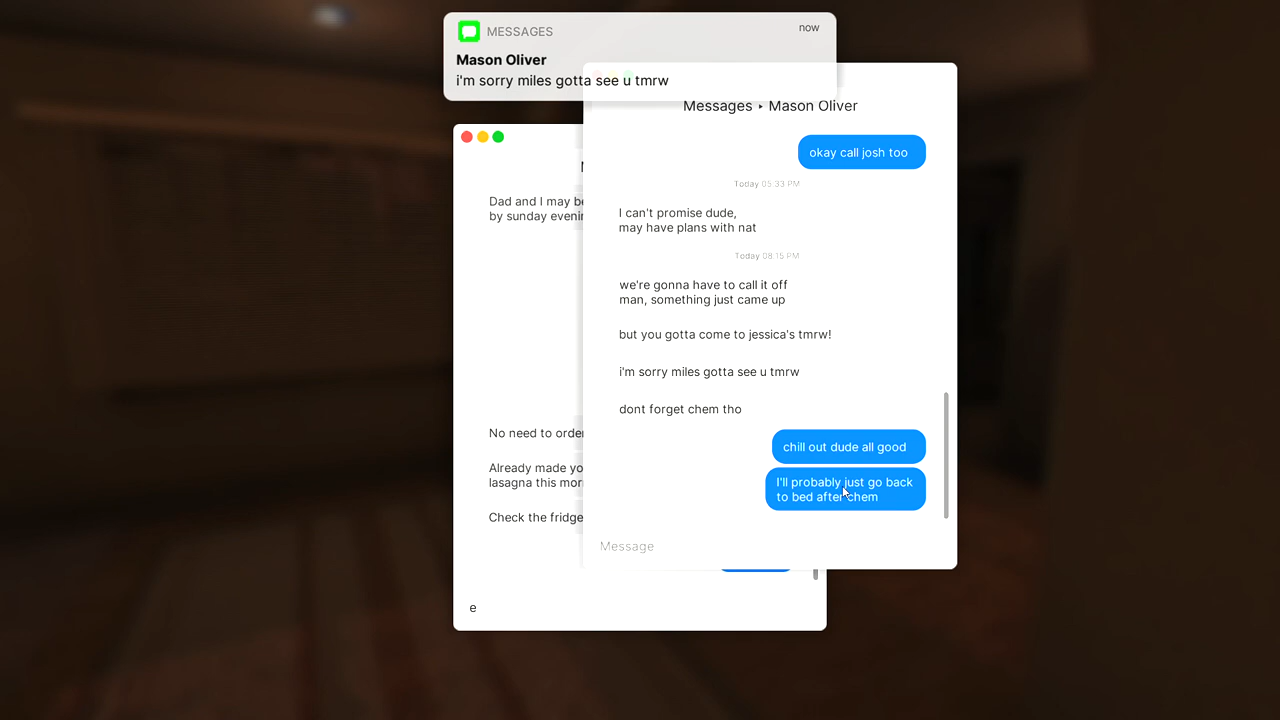 MESSAGES
now
Mason Oliver
i'm sorry miles gotta see u tmrw
Messages ‣ Mason Oliver
okay call josh too
Today 05:33 PM
I can't promise dude,
may have plans with nat
Today 08:15 PM
we're gonna have to call it off
man, something just came up
but you gotta come to jessica's tmrw!
i'm sorry miles gotta see u tmrw
dont forget chem tho
chill out dude all good
I'll probably just go back
to bed after chem
Message
Dad and I may be
by sunday
No need to
Already made
lasagna this
Check the fridge
e